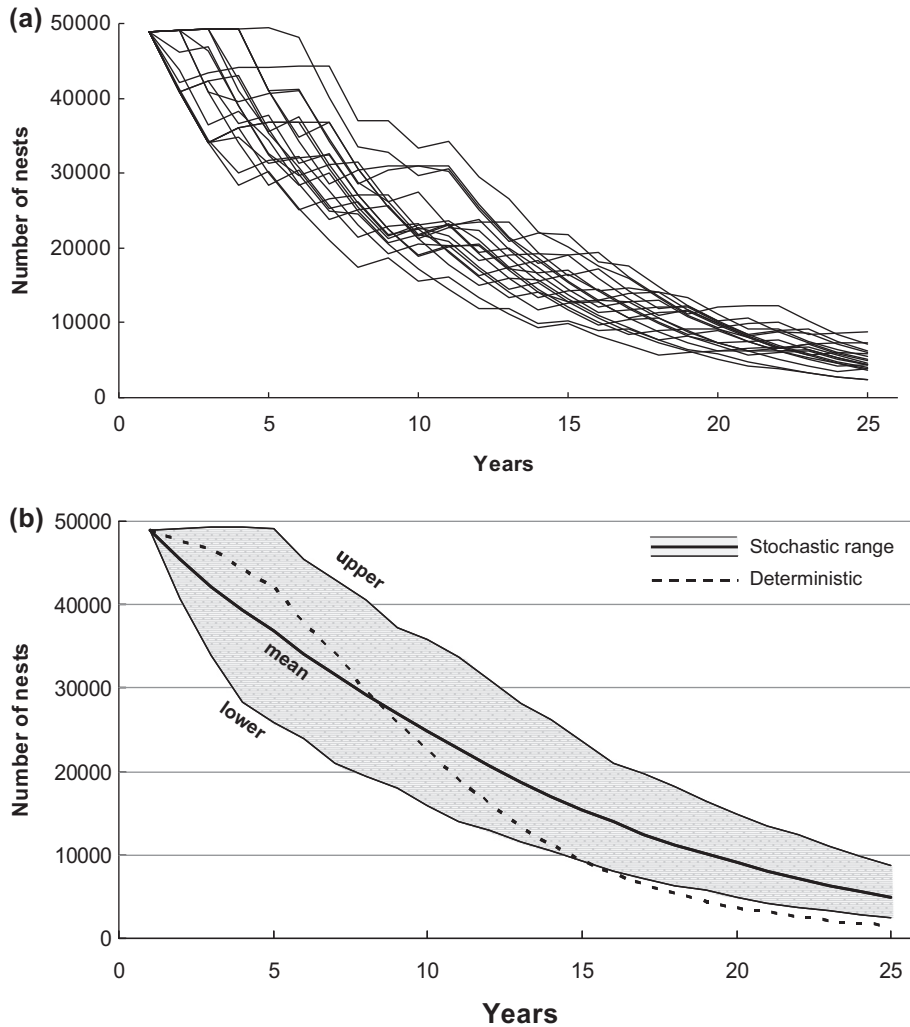 (a)
50000
40000
30000
20000
10000
0
Number of nests
0 5 10 15 20 25
Years
(b)
50000
40000
30000
20000
10000
0
Number of nests
upper
mean
lower
Stochastic range
Deterministic
0 5 10 15 20 25
Years